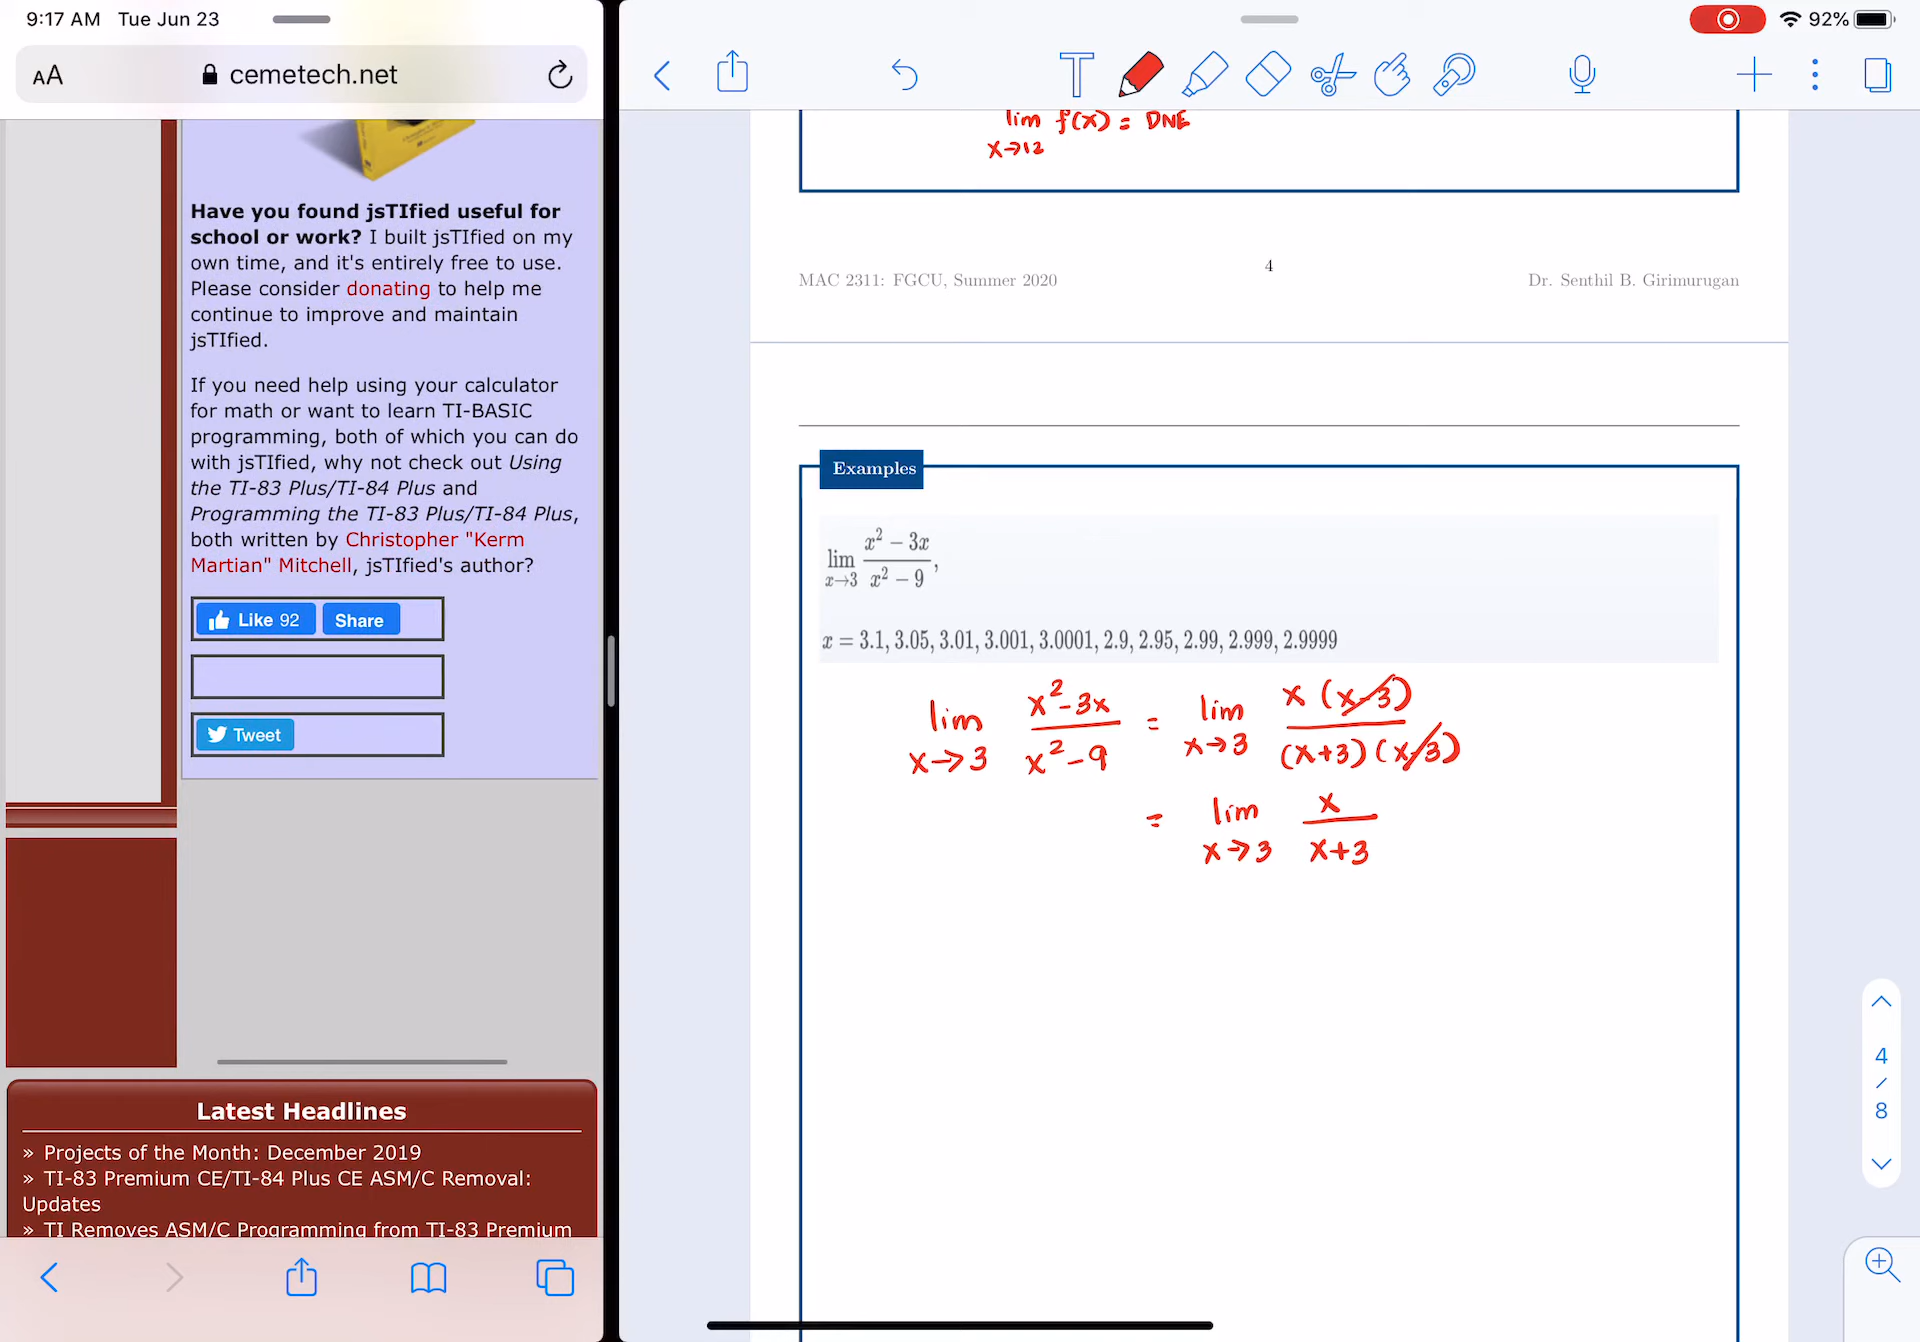 9:17 AM Tue Jun 23
AA cemetech.net
Have you found jsTIfied useful for
school or work? I built jsTIfied on my
own time, and it's entirely free to use.
Please consider donating to help me
continue to improve and maintain
jsTIfied.
If you need help using your calculator
for math or want to learn TI-BASIC
programming, both of which you can do
with jsTIfied, why not check out Using
the TI-83 Plus/TI-84 Plus and
Programming the TI-83 Plus/TI-84 Plus,
both written by Christopher "Kerm
Martian" Mitchell, jsTIfied's author?
Like 92 Share
Tweet
Latest Headlines
» Projects of the Month: December 2019
» TI-83 Premium CE/TI-84 Plus CE ASM/C Removal:
Updates
» TI Removes ASM/C Programming from TI-83 Premium
92%
T
lim f(x) = DNE
x→12
4
MAC 2311: FGCU, Summer 2020 Dr. Senthil B. Girimurugan
Examples
lim x→3 (x² − 3x)/(x² − 9),
x = 3.1, 3.05, 3.01, 3.001, 3.0001, 2.9, 2.95, 2.99, 2.999, 2.9999
lim x→3 (x²-3x)/(x²-9) = lim x→3 x(x-3)/((x+3)(x-3))
= lim x→3 x/(x+3)
4
/
8